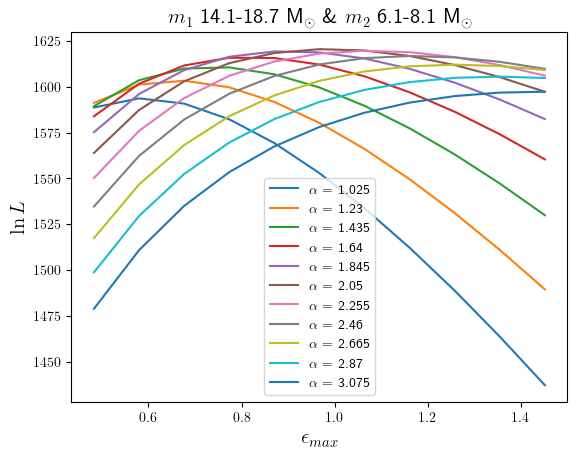 m₁ 14.1-18.7 M⊙ & m₂ 6.1-8.1 M⊙
ln L
1625
1600
1575
1550
1525
1500
1475
1450
α = 1.025
α = 1.23
α = 1.435
α = 1.64
α = 1.845
α = 2.05
α = 2.255
α = 2.46
α = 2.665
α = 2.87
α = 3.075
0.6 0.8 1.0 1.2 1.4
ϵmax